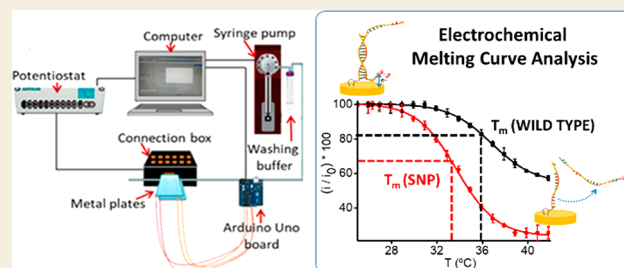 Computer
Syringe pump
Potentiostat
Connection box
Washing
buffer
Metal plates
Arduino Uno
board
Electrochemical
Melting Curve Analysis
Tm (WILD TYPE)
Tm (SNP)
(i / i0) * 100
100
80
60
40
28
32
36
40
T (ºC)